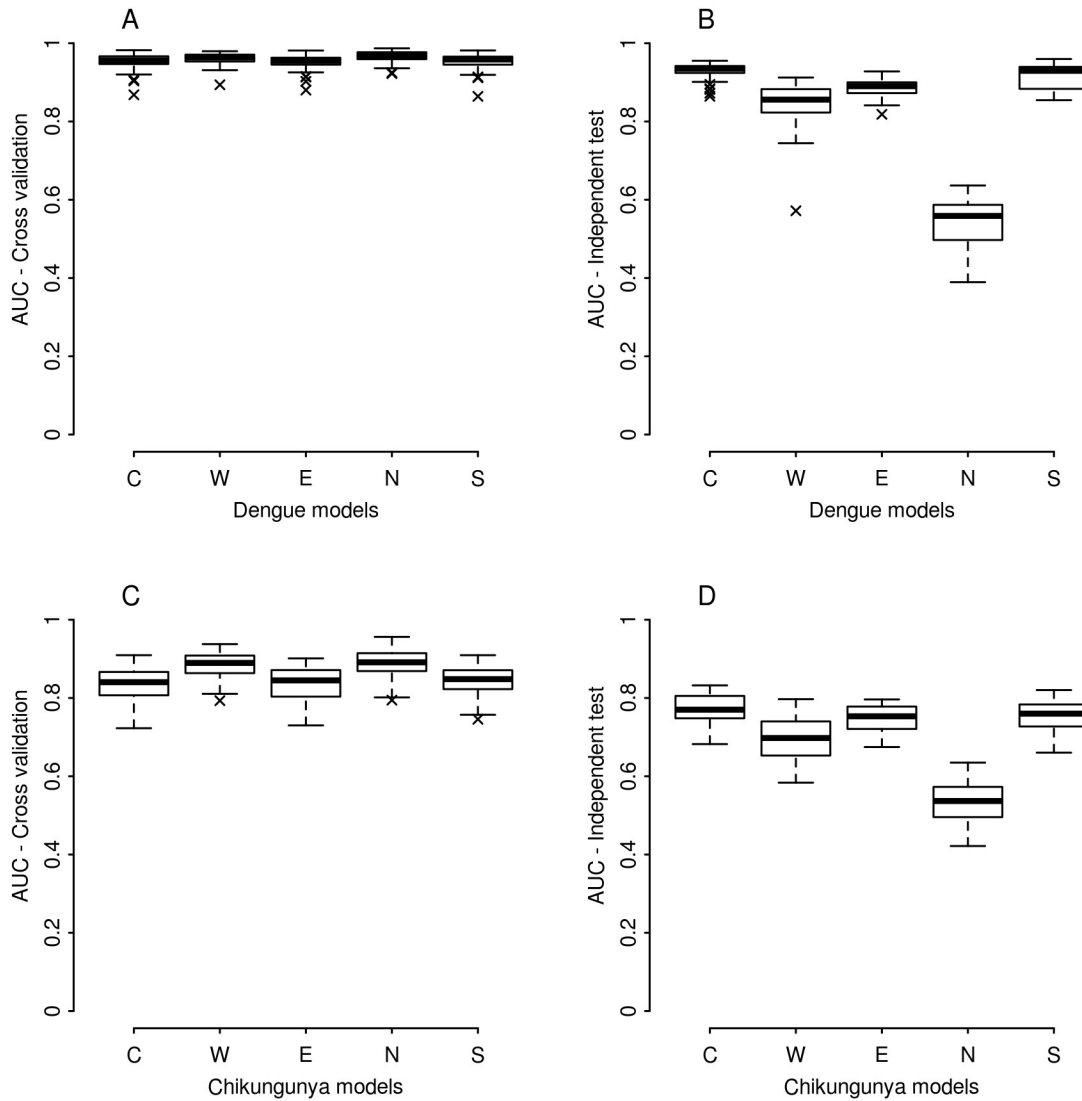 A
AUC - Cross validation
0 0.2 0.4 0.6 0.8 1
C W E N S
Dengue models
B
AUC - Independent test
0 0.2 0.4 0.6 0.8 1
C W E N S
Dengue models
C
AUC - Cross validation
0 0.2 0.4 0.6 0.8 1
C W E N S
Chikungunya models
D
AUC - Independent test
0 0.2 0.4 0.6 0.8 1
C W E N S
Chikungunya models